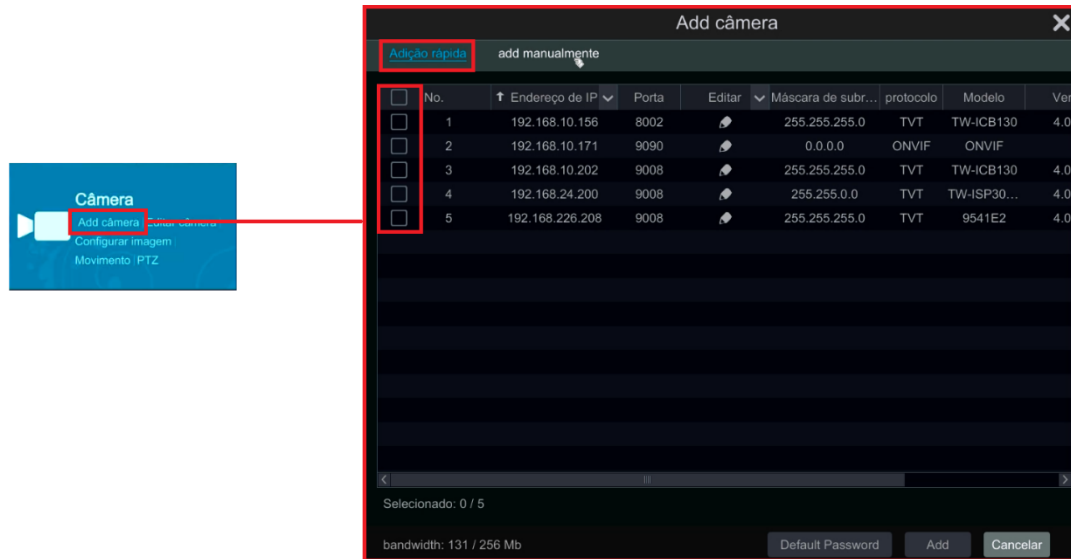 Câmera
Add câmera | Editar câmera |
Configurar imagem |
Movimento | PTZ
Add câmera
Adição rápida add manualmente
No. Endereço de IP Porta Editar Máscara de subr... protocolo Modelo Ver
1 192.168.10.156 8002 255.255.255.0 TVT TW-ICB130 4.0
2 192.168.10.171 9090 0.0.0.0 ONVIF ONVIF
3 192.168.10.202 9008 255.255.255.0 TVT TW-ICB130 4.0
4 192.168.24.200 9008 255.255.0.0 TVT TW-ISP30... 4.0
5 192.168.226.208 9008 255.255.255.0 TVT 9541E2 4.0
Selecionado: 0 / 5
bandwidth: 131 / 256 Mb Default Password Add Cancelar